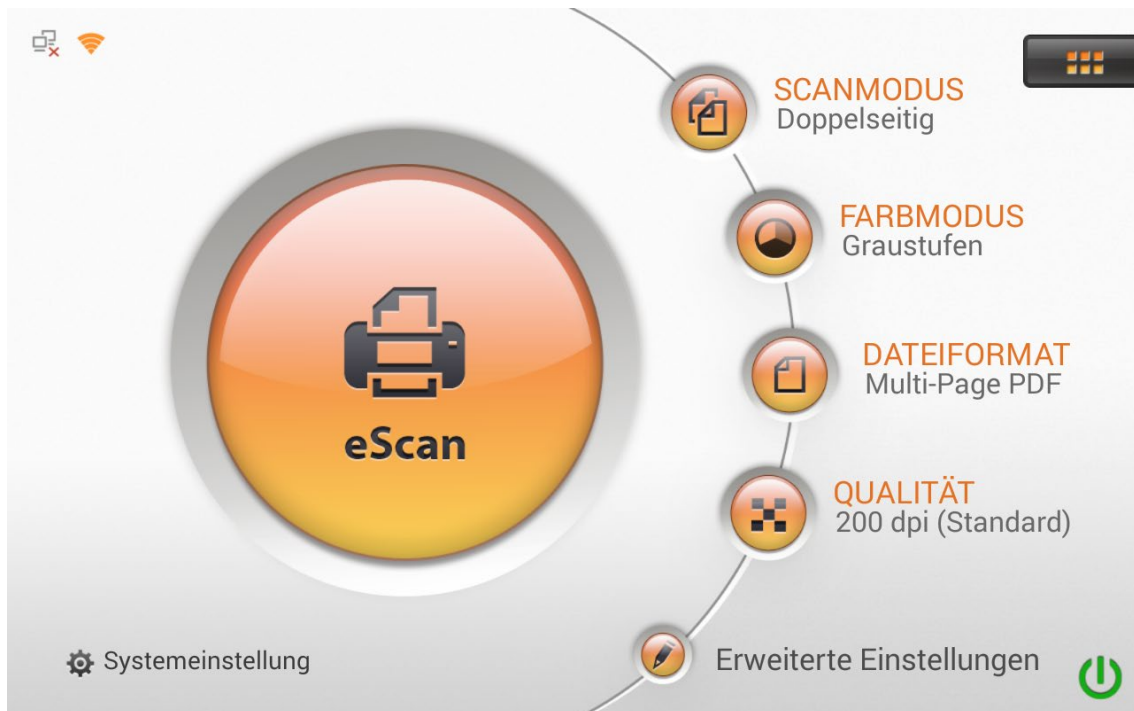 SCANMODUS
Doppelseitig
FARBMODUS
Graustufen
DATEIFORMAT
Multi-Page PDF
eScan
QUALITÄT
200 dpi (Standard)
Systemeinstellung
Erweiterte Einstellungen